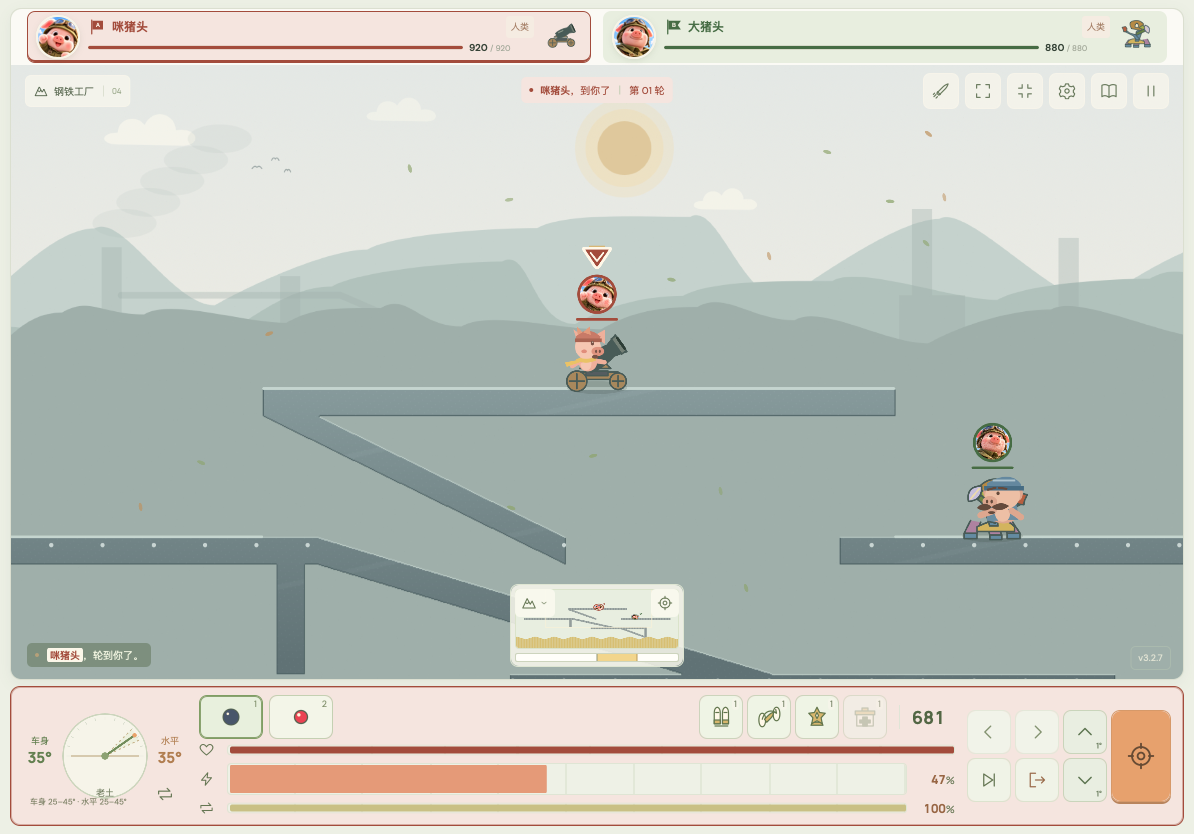 A 咪猪头 人类
920 / 920
B 大猪头 人类
880 / 880
钢铁工厂 04
• 咪猪头，到你了 第 01 轮
咪猪头，轮到你了。
v3.2.7
车身
35°
水平
35°
老土
车身 25–45° · 水平 25–45°
1
2
1
1
1
1
681
47%
100%
1°
1°